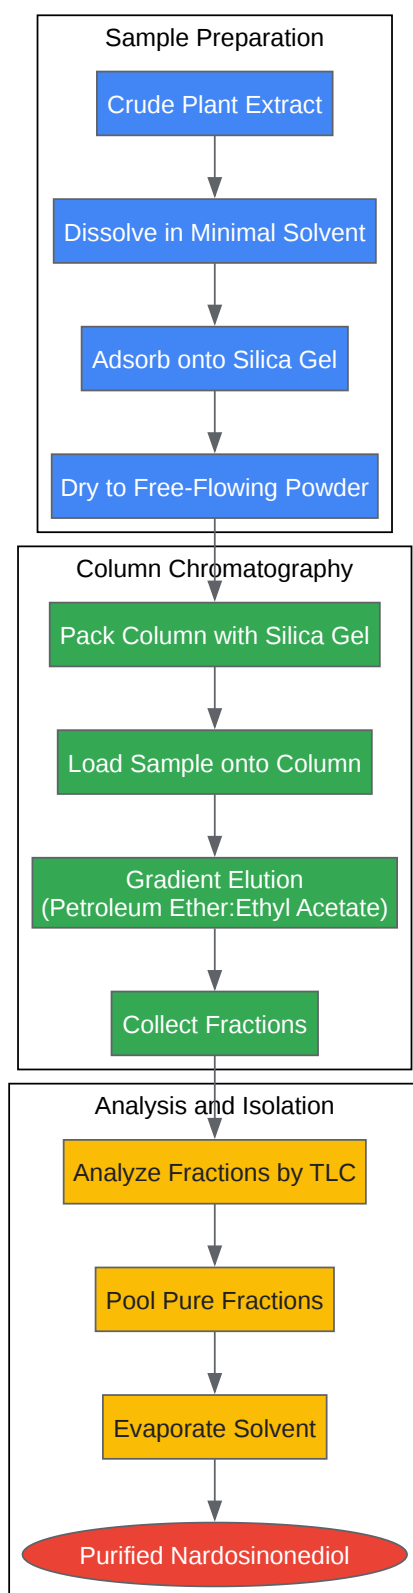 Sample Preparation
Crude Plant Extract
Dissolve in Minimal Solvent
Adsorb onto Silica Gel
Dry to Free-Flowing Powder
Column Chromatography
Pack Column with Silica Gel
Load Sample onto Column
Gradient Elution
(Petroleum Ether:Ethyl Acetate)
Collect Fractions
Analysis and Isolation
Analyze Fractions by TLC
Pool Pure Fractions
Evaporate Solvent
Purified Nardosinonediol